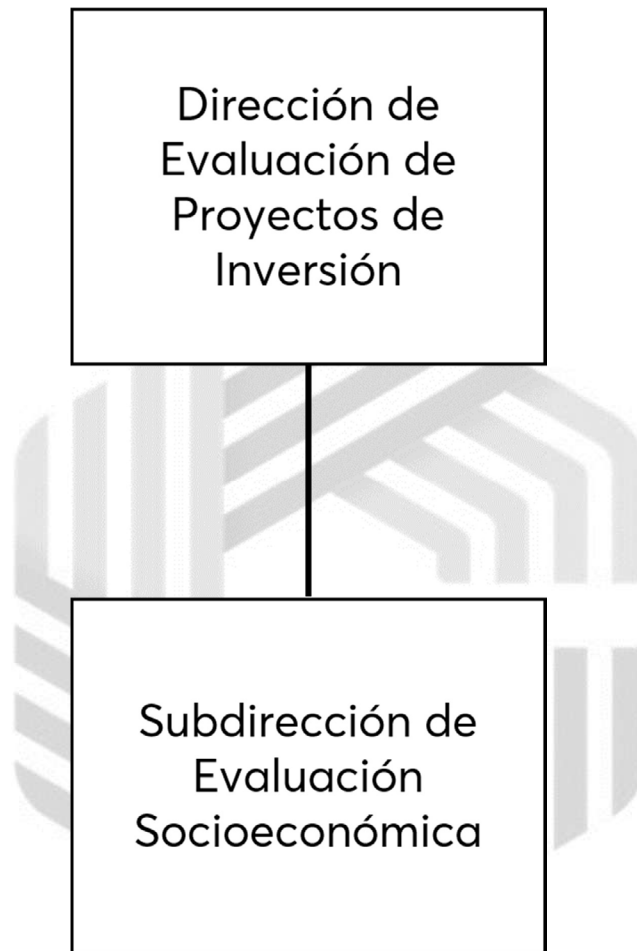 Dirección de
Evaluación de
Proyectos de
Inversión
Subdirección de
Evaluación
Socioeconómica